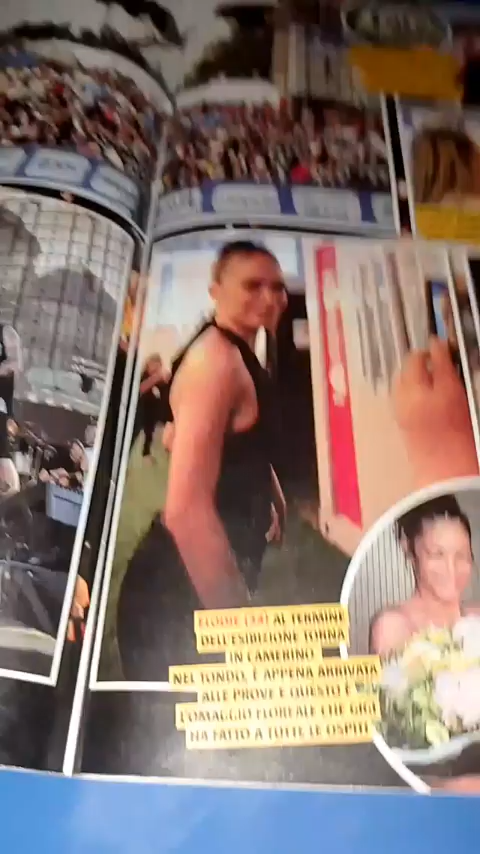 ELODIE (34) AL TERMINE
DELL'ESIBIZIONE TORNA
IN CAMERINO.
NEL TONDO, È APPENA ARRIVATA
ALLE PROVE E QUESTO È
L'OMAGGIO FLOREALE CHE GIGI
HA FATTO A TUTTE LE OSPITI